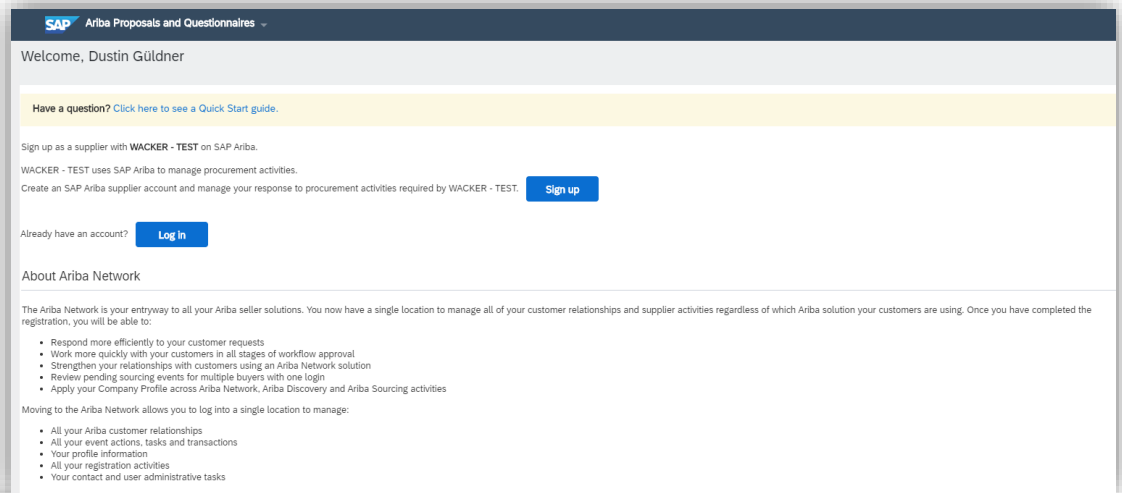 SAP Ariba Proposals and Questionnaires
Welcome, Dustin Güldner
Have a question? Click here to see a Quick Start guide.
Sign up as a supplier with WACKER - TEST on SAP Ariba.
WACKER - TEST uses SAP Ariba to manage procurement activities.
Create an SAP Ariba supplier account and manage your response to procurement activities required by WACKER - TEST. Sign up
Already have an account? Log in
About Ariba Network
The Ariba Network is your entryway to all your Ariba seller solutions. You now have a single location to manage all of your customer relationships and supplier activities regardless of which Ariba solution your customers are using. Once you have completed the
registration, you will be able to:
• Respond more efficiently to your customer requests
• Work more quickly with your customers in all stages of workflow approval
• Strengthen your relationships with customers using an Ariba Network solution
• Review pending sourcing events for multiple buyers with one login
• Apply your Company Profile across Ariba Network, Ariba Discovery and Ariba Sourcing activities
Moving to the Ariba Network allows you to log into a single location to manage:
• All your Ariba customer relationships
• All your event actions, tasks and transactions
• Your profile information
• All your registration activities
• Your contact and user administrative tasks